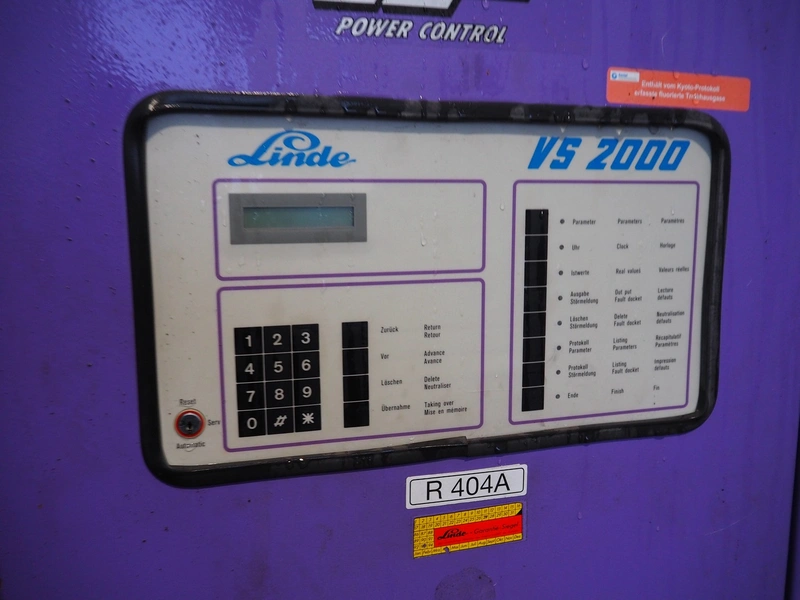 POWER CONTROL
Enthält vom Kyoto-Protokoll
erfasste fluorierte Treibhausgase
Linde
VS 2000
Parameter Parameters Paramètres
Uhr Clock Horloge
Istwerte Real values Valeurs réelles
Ausgabe Out put Lecture
Störmeldung Fault docket défauts
Löschen Delete Neutralisation
Störmeldung Fault docket défauts
Protokoll Listing Récapitulatif
Parameter Parameters Paramètres
Protokoll Listing Impression
Störmeldung Fault docket défauts
Ende Finish Fin
1 2 3
4 5 6
7 8 9
0 # *
Zurück Return
Retour
Vor Advance
Avance
Löschen Delete
Neutraliser
Übernahme Taking over
Mise en mémoire
Reset
Serv
Automatic
R 404A
Linde